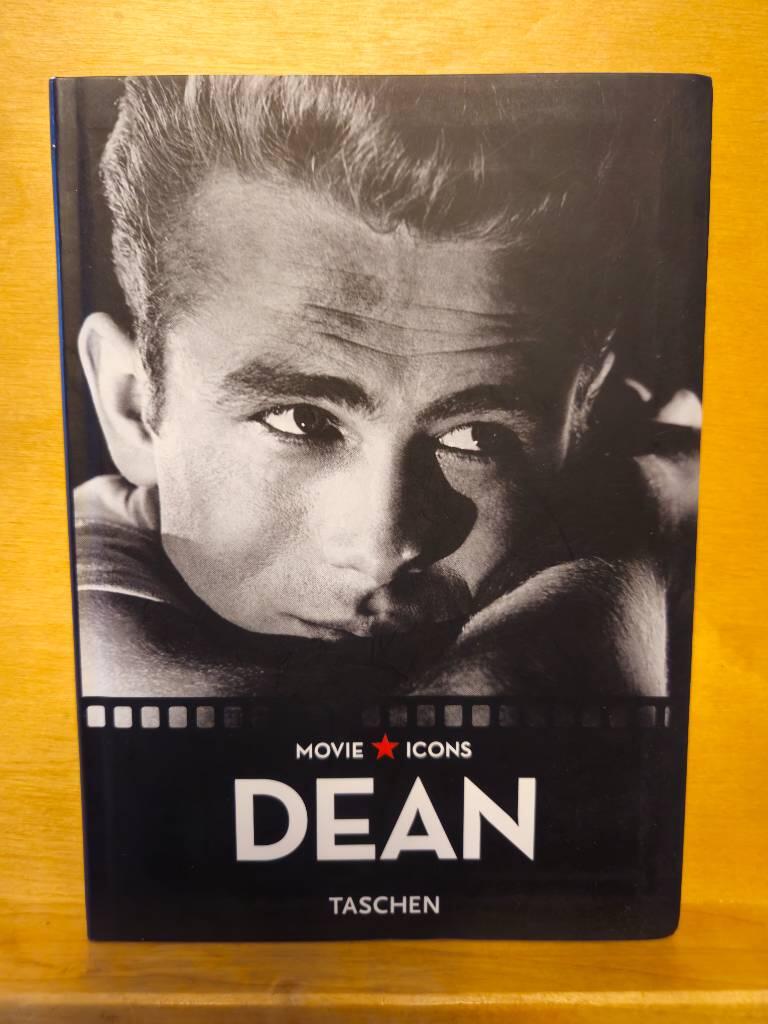 MOVIE ★ ICONS
DEAN
TASCHEN